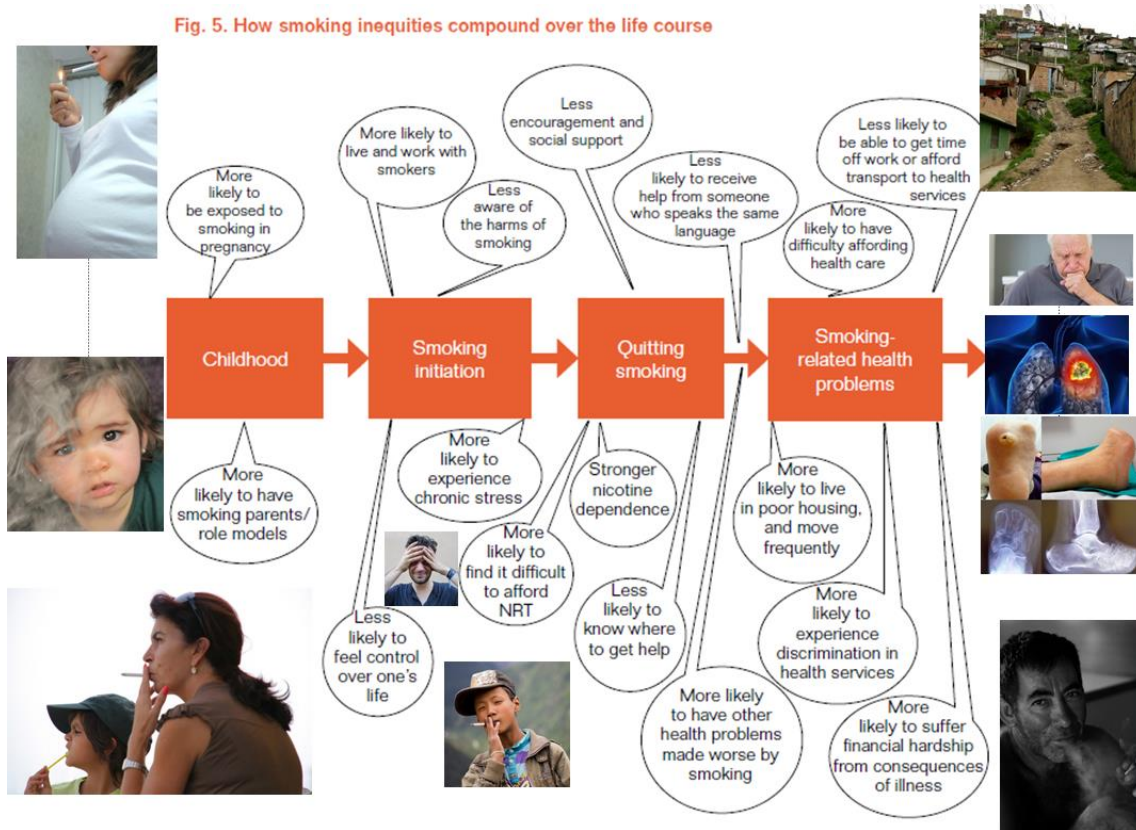 Fig. 5. How smoking inequities compound over the life course
More
likely to
be exposed to
smoking in
pregnancy
More likely to
live and work with
smokers
Less
aware of
the harms of
smoking
Less
encouragement and
social support
Less
likely to receive
help from someone
who speaks the same
language
More
likely to have
difficulty affording
health care
Less likely to
be able to get time
off work or afford
transport to health
services
Childhood
Smoking
initiation
Quitting
smoking
Smoking-
related health
problems
More
likely to have
smoking parents/
role models
Less
likely to
feel control
over one's
life
More
likely to
experience
chronic stress
More
likely to
find it difficult
to afford
NRT
Stronger
nicotine
dependence
Less
likely to
know where
to get help
More likely
to have other
health problems
made worse by
smoking
More
likely to live
in poor housing,
and move
frequently
More
likely to
experience
discrimination in
health services
More
likely to suffer
financial hardship
from consequences
of illness